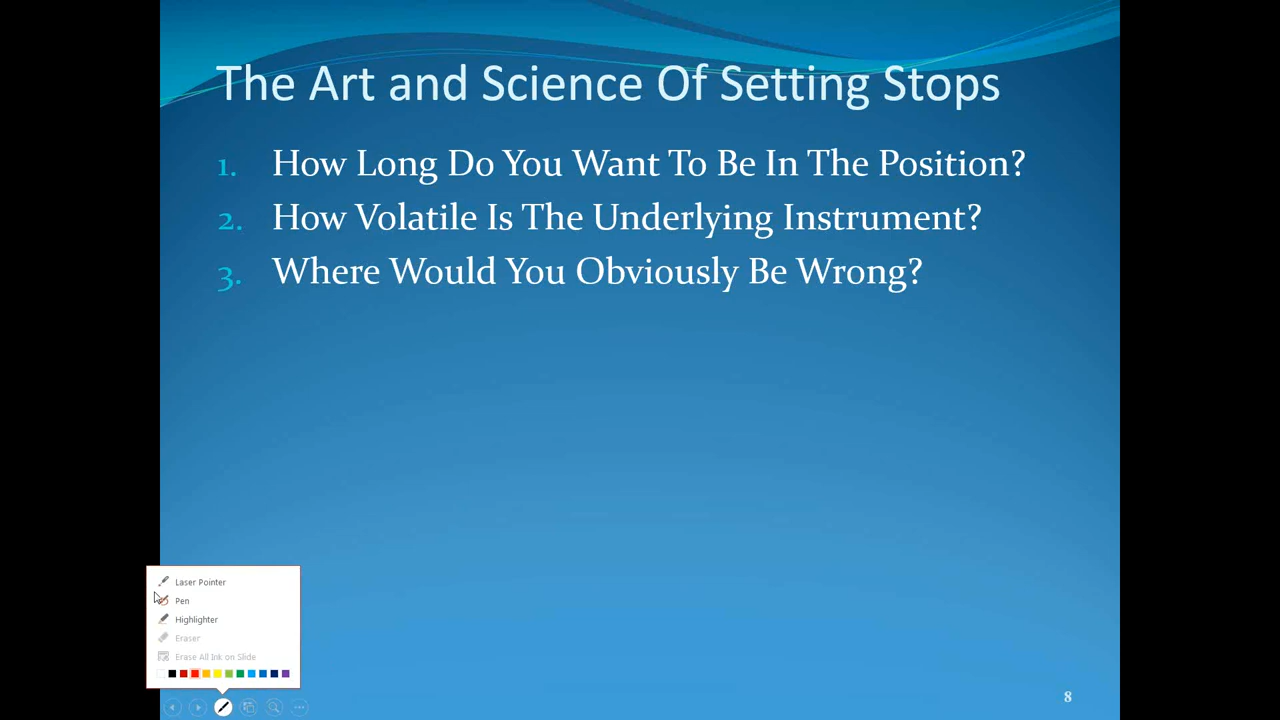 The Art and Science Of Setting Stops
1. How Long Do You Want To Be In The Position?
2. How Volatile Is The Underlying Instrument?
3. Where Would You Obviously Be Wrong?
Laser Pointer
Pen
Highlighter
Eraser
Erase All Ink on Slide
8